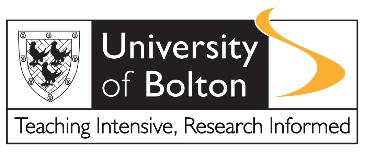 University
of Bolton
Teaching Intensive, Research Informed